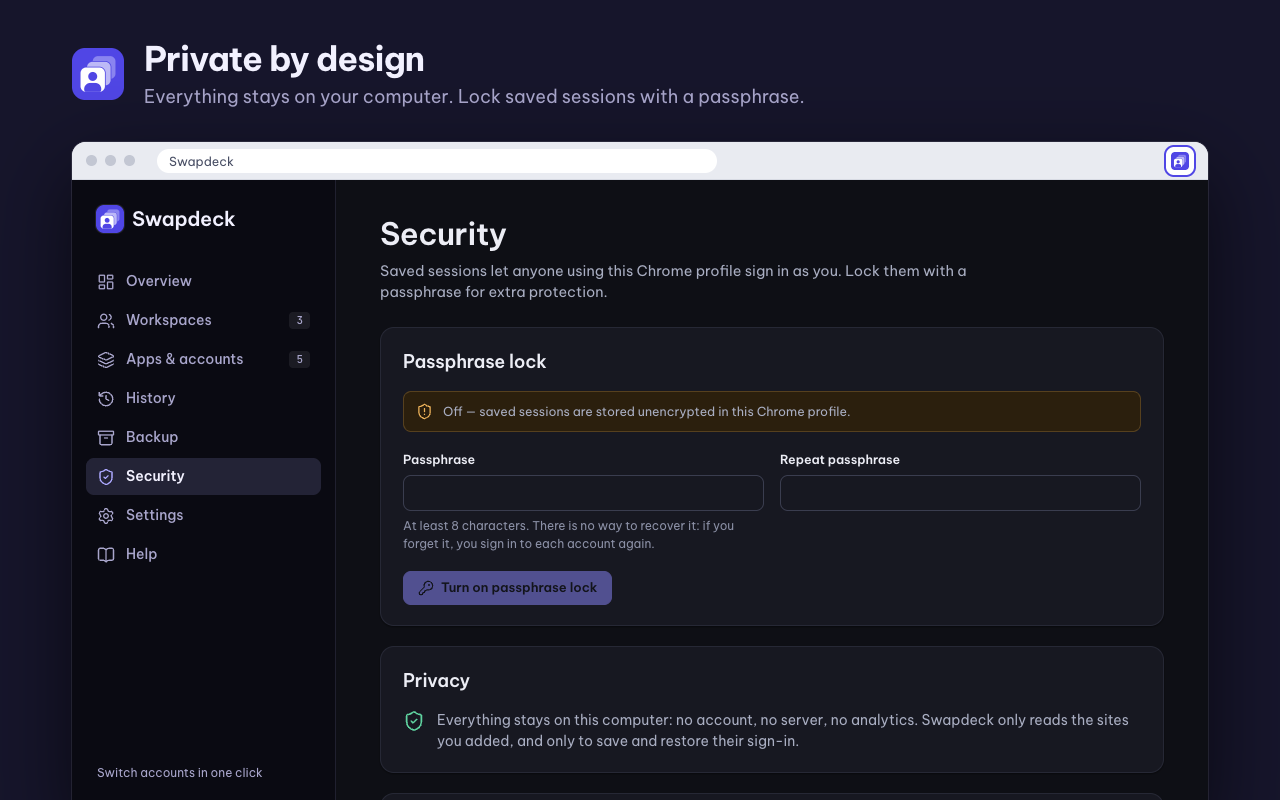 Private by design
Everything stays on your computer. Lock saved sessions with a passphrase.
Swapdeck
Swapdeck
Overview
Workspaces 3
Apps & accounts 5
History
Backup
Security
Settings
Help
Switch accounts in one click
Security
Saved sessions let anyone using this Chrome profile sign in as you. Lock them with a
passphrase for extra protection.
Passphrase lock
Off — saved sessions are stored unencrypted in this Chrome profile.
Passphrase
Repeat passphrase
At least 8 characters. There is no way to recover it: if you
forget it, you sign in to each account again.
Turn on passphrase lock
Privacy
Everything stays on this computer: no account, no server, no analytics. Swapdeck only reads the sites
you added, and only to save and restore their sign-in.